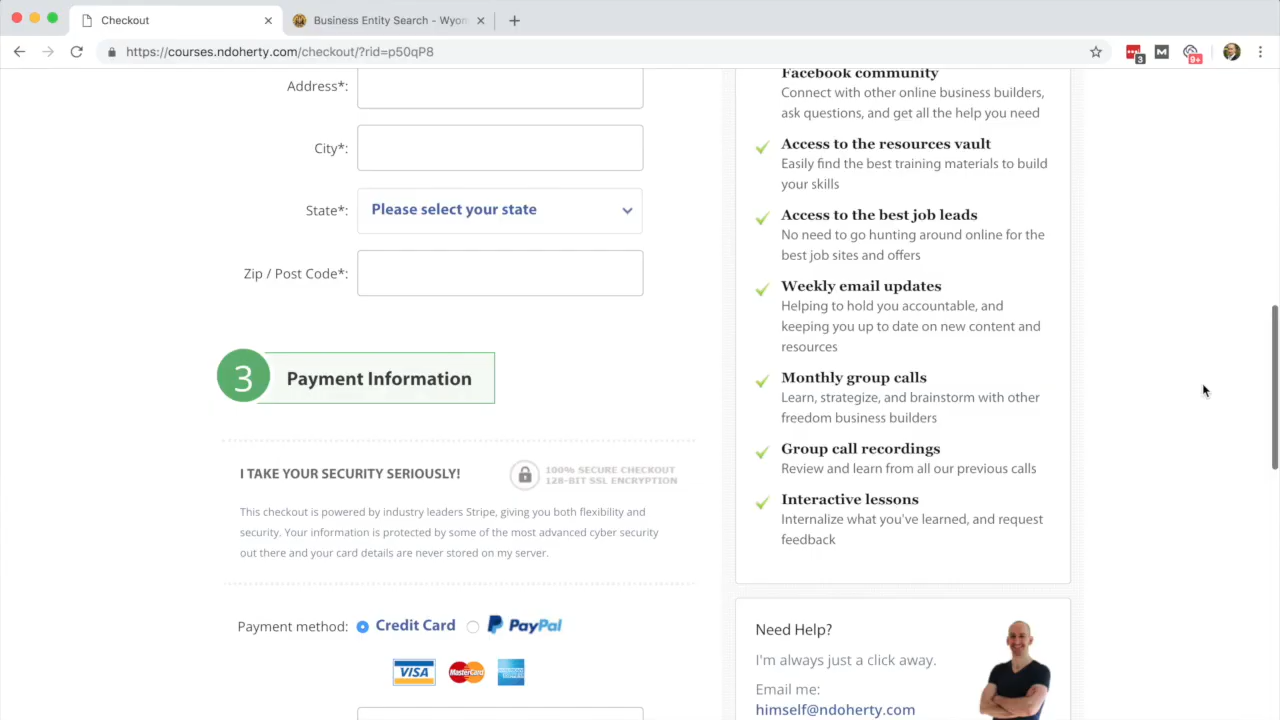 Checkout
Business Entity Search - Wyom
https://courses.ndoherty.com/checkout/?rid=p50qP8
3
9+
Address*:
City*:
State*:
Please select your state
Zip / Post Code*:
3
Payment Information
I TAKE YOUR SECURITY SERIOUSLY!
100% SECURE CHECKOUT
128-BIT SSL ENCRYPTION
This checkout is powered by industry leaders Stripe, giving you both flexibility and
security. Your information is protected by some of the most advanced cyber security
out there and your card details are never stored on my server.
Payment method:
Credit Card
PayPal
VISA
MasterCard
Facebook community
Connect with other online business builders,
ask questions, and get all the help you need
Access to the resources vault
Easily find the best training materials to build
your skills
Access to the best job leads
No need to go hunting around online for the
best job sites and offers
Weekly email updates
Helping to hold you accountable, and
keeping you up to date on new content and
resources
Monthly group calls
Learn, strategize, and brainstorm with other
freedom business builders
Group call recordings
Review and learn from all our previous calls
Interactive lessons
Internalize what you've learned, and request
feedback
Need Help?
I'm always just a click away.
Email me:
himself@ndoherty.com